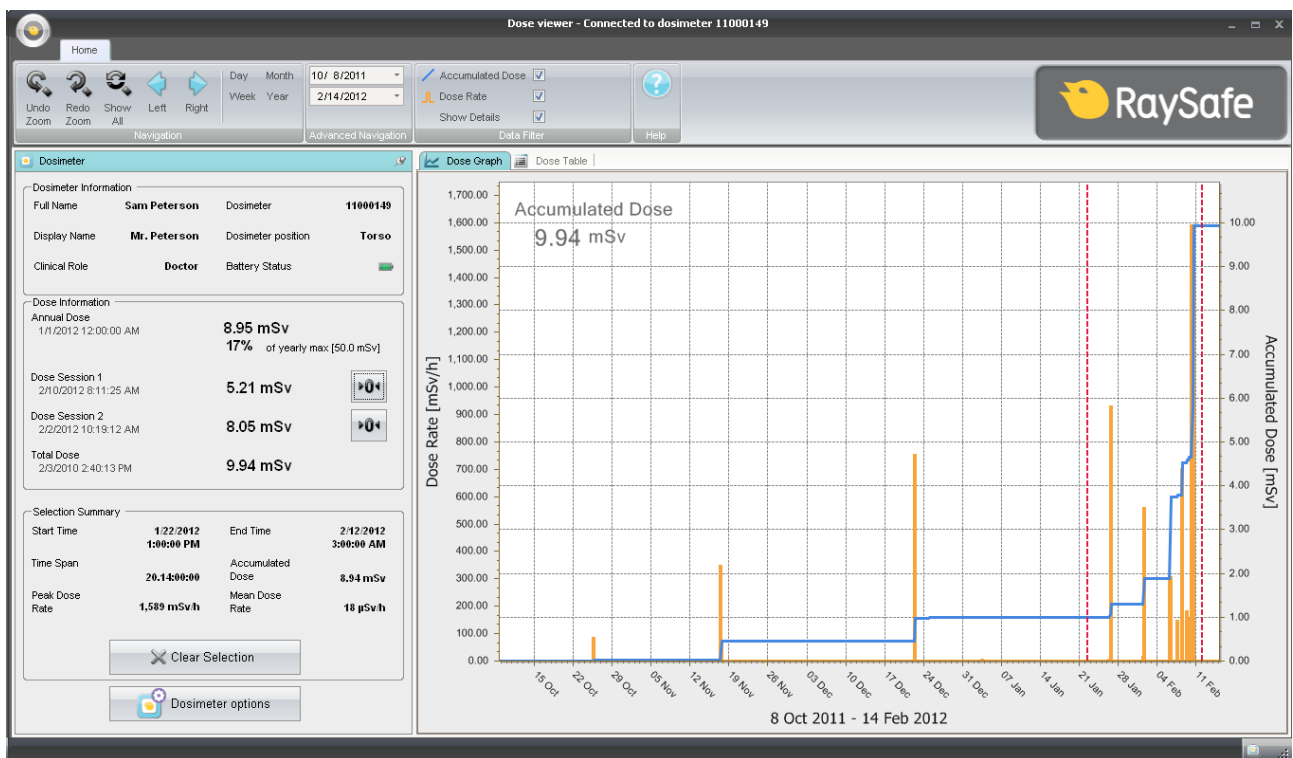 Dose viewer - Connected to dosimeter 11000149
Home
Undo Zoom
Redo Zoom
Show All
Left
Right
Day Month
Week Year
Navigation
10/ 8/2011
2/14/2012
Advanced Navigation
Accumulated Dose
Dose Rate
Show Details
Data Filter
Help
RaySafe
Dosimeter
Dosimeter Information
Full Name Sam Peterson Dosimeter 11000149
Display Name Mr. Peterson Dosimeter position Torso
Clinical Role Doctor Battery Status
Dose Information
Annual Dose
1/1/2012 12:00:00 AM 8.95 mSv
17% of yearly max [50.0 mSv]
Dose Session 1
2/10/2012 8:11:25 AM 5.21 mSv
0
Dose Session 2
2/2/2012 10:19:12 AM 8.05 mSv
0
Total Dose
2/3/2010 2:40:13 PM 9.94 mSv
Selection Summary
Start Time 1/22/2012 End Time 2/12/2012
1:00:00 PM 3:00:00 AM
Time Span Accumulated
20.14:00:00 Dose 8.94 mSv
Peak Dose Mean Dose
Rate 1,589 mSv/h Rate 18 µSv/h
Clear Selection
Dosimeter options
Dose Graph
Dose Table
Accumulated Dose
9.94 mSv
Dose Rate [mSv/h]
1,700.00
1,600.00
1,500.00
1,400.00
1,300.00
1,200.00
1,100.00
1,000.00
900.00
800.00
700.00
600.00
500.00
400.00
300.00
200.00
100.00
0.00
10.00
9.00
8.00
7.00
6.00
5.00
4.00
3.00
2.00
1.00
0.00
Accumulated Dose [mSv]
15 Oct
22 Oct
29 Oct
05 Nov
12 Nov
19 Nov
26 Nov
03 Dec
10 Dec
17 Dec
24 Dec
31 Dec
07 Jan
14 Jan
21 Jan
28 Jan
04 Feb
11 Feb
8 Oct 2011 - 14 Feb 2012